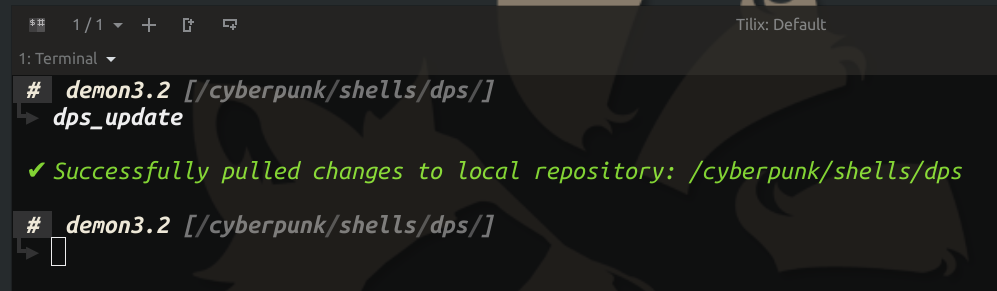 1 / 1
Tilix: Default
1: Terminal
# demon3.2 [/cyberpunk/shells/dps/]
dps_update
✔ Successfully pulled changes to local repository: /cyberpunk/shells/dps
# demon3.2 [/cyberpunk/shells/dps/]